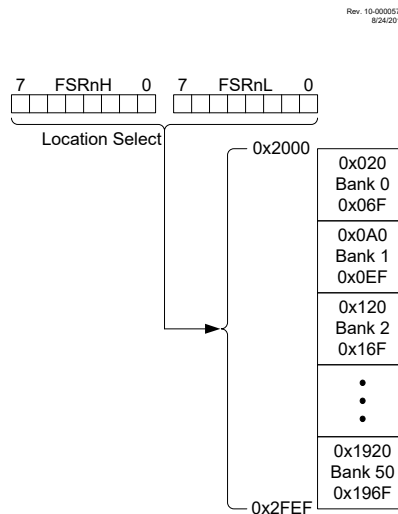 Rev. 10-000057
8/24/201
7 FSRnH 0 7 FSRnL 0
Location Select
0x2000
0x020
Bank 0
0x06F
0x0A0
Bank 1
0x0EF
0x120
Bank 2
0x16F
0x1920
Bank 50
0x196F
0x2FEF